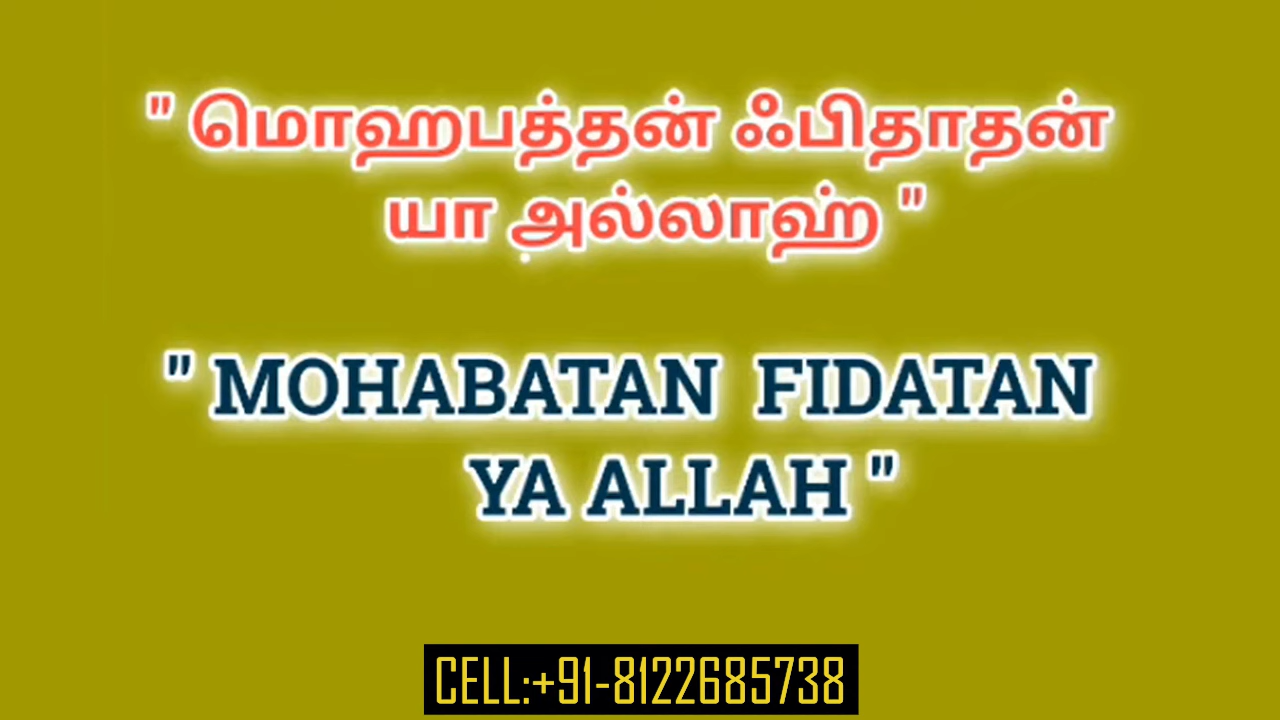 " மொஹபத்தன் ஃபிதாதன்
யா அல்லாஹ் "
" MOHABATAN FIDATAN
YA ALLAH "
CELL:+91-8122685738